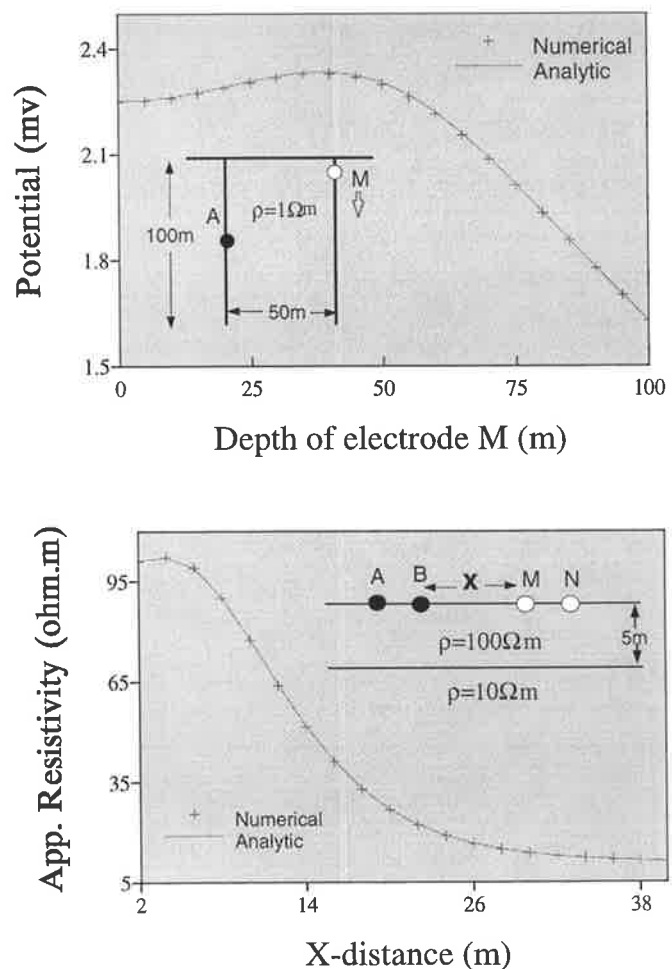 2.4
2.1
1.8
1.5
Potential (mv)
+ Numerical
Analytic
A
M
ρ=1Ωm
100m
50m
0 25 50 75 100
Depth of electrode M (m)
95
65
35
5
App. Resistivity (ohm.m)
A B X M N
ρ=100Ωm
5m
ρ=10Ωm
+ Numerical
Analytic
2 14 26 38
X-distance (m)